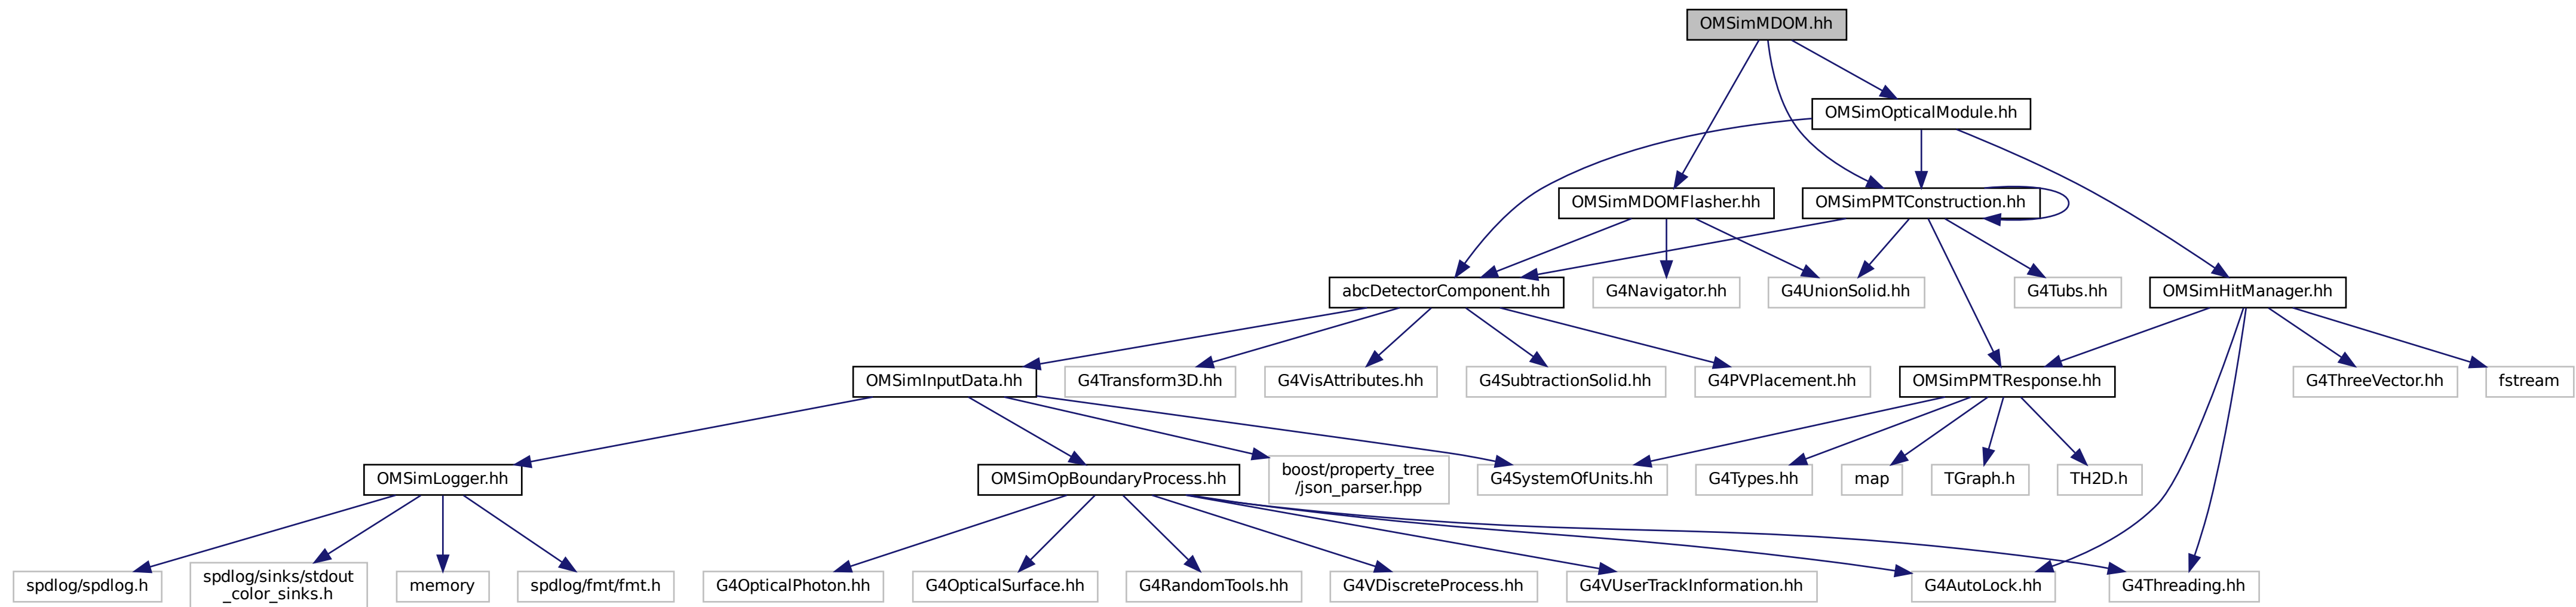 OMSimMDOM.hh
OMSimOpticalModule.hh
OMSimMDOMFlasher.hh
OMSimPMTConstruction.hh
abcDetectorComponent.hh
G4Navigator.hh
G4UnionSolid.hh
G4Tubs.hh
OMSimHitManager.hh
OMSimInputData.hh
G4Transform3D.hh
G4VisAttributes.hh
G4SubtractionSolid.hh
G4PVPlacement.hh
OMSimPMTResponse.hh
G4ThreeVector.hh
fstream
OMSimLogger.hh
OMSimOpBoundaryProcess.hh
boost/property_tree
/json_parser.hpp
G4SystemOfUnits.hh
G4Types.hh
map
TGraph.h
TH2D.h
spdlog/spdlog.h
spdlog/sinks/stdout
_color_sinks.h
memory
spdlog/fmt/fmt.h
G4OpticalPhoton.hh
G4OpticalSurface.hh
G4RandomTools.hh
G4VDiscreteProcess.hh
G4VUserTrackInformation.hh
G4AutoLock.hh
G4Threading.hh